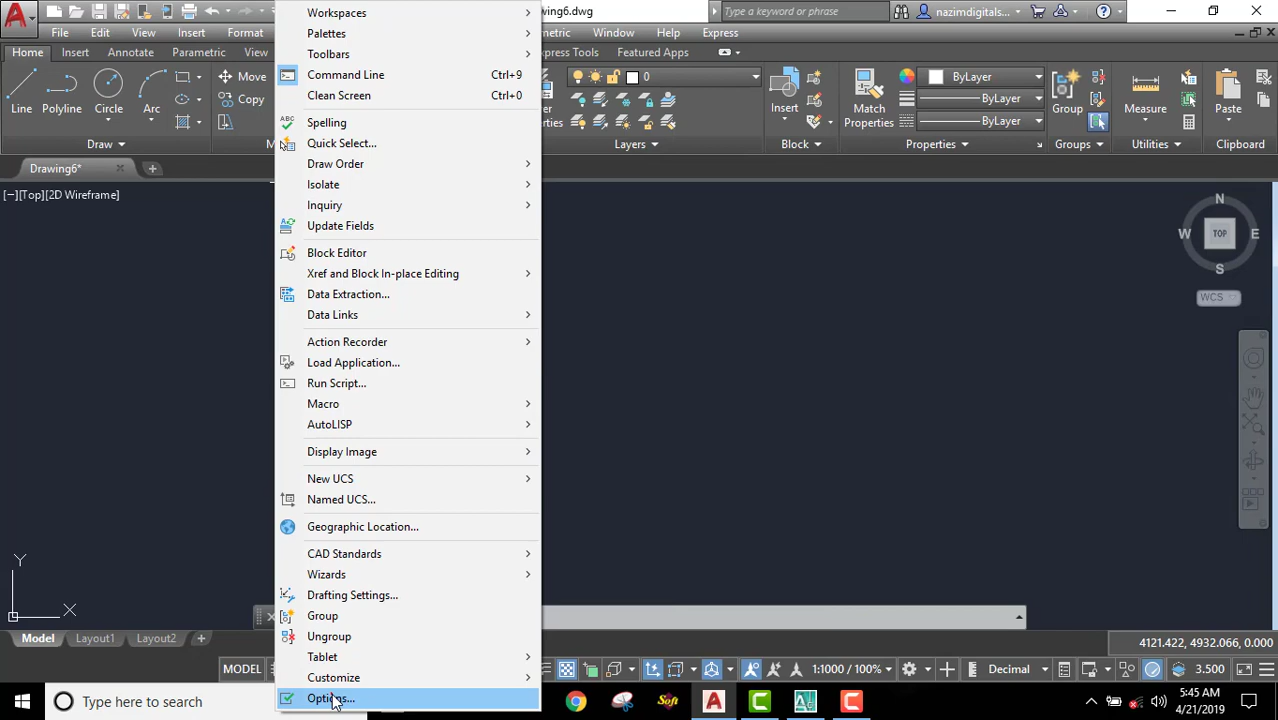 wing6.dwg
Type a keyword or phrase
nazimdigitals...
File Edit View Insert Format
etric Window Help Express
Home Insert Annotate Parametric View
press Tools Featured Apps
Line Polyline Circle Arc
Move
Copy
0
Insert
Match
Properties
ByLayer
ByLayer
ByLayer
Group
Measure
Paste
Draw
M
erties
Layers
Block
Properties
Groups
Utilities
Clipboard
Drawing6*
[−][Top][2D Wireframe]
Workspaces
Palettes
Toolbars
Command Line Ctrl+9
Clean Screen Ctrl+0
ABC
Spelling
Quick Select...
Draw Order
Isolate
Inquiry
Update Fields
Block Editor
Xref and Block In-place Editing
Data Extraction...
Data Links
Action Recorder
Load Application...
Run Script...
Macro
AutoLISP
Display Image
New UCS
Named UCS...
Geographic Location...
CAD Standards
Wizards
Drafting Settings...
Group
Ungroup
Tablet
Customize
Options...
N
W TOP E
S
WCS
Y
X
Model Layout1 Layout2 +
4121.422, 4932.066, 0.000
MODEL
1:1000 / 100%
Decimal
3.500
Type here to search
Soft
5:45 AM
4/21/2019